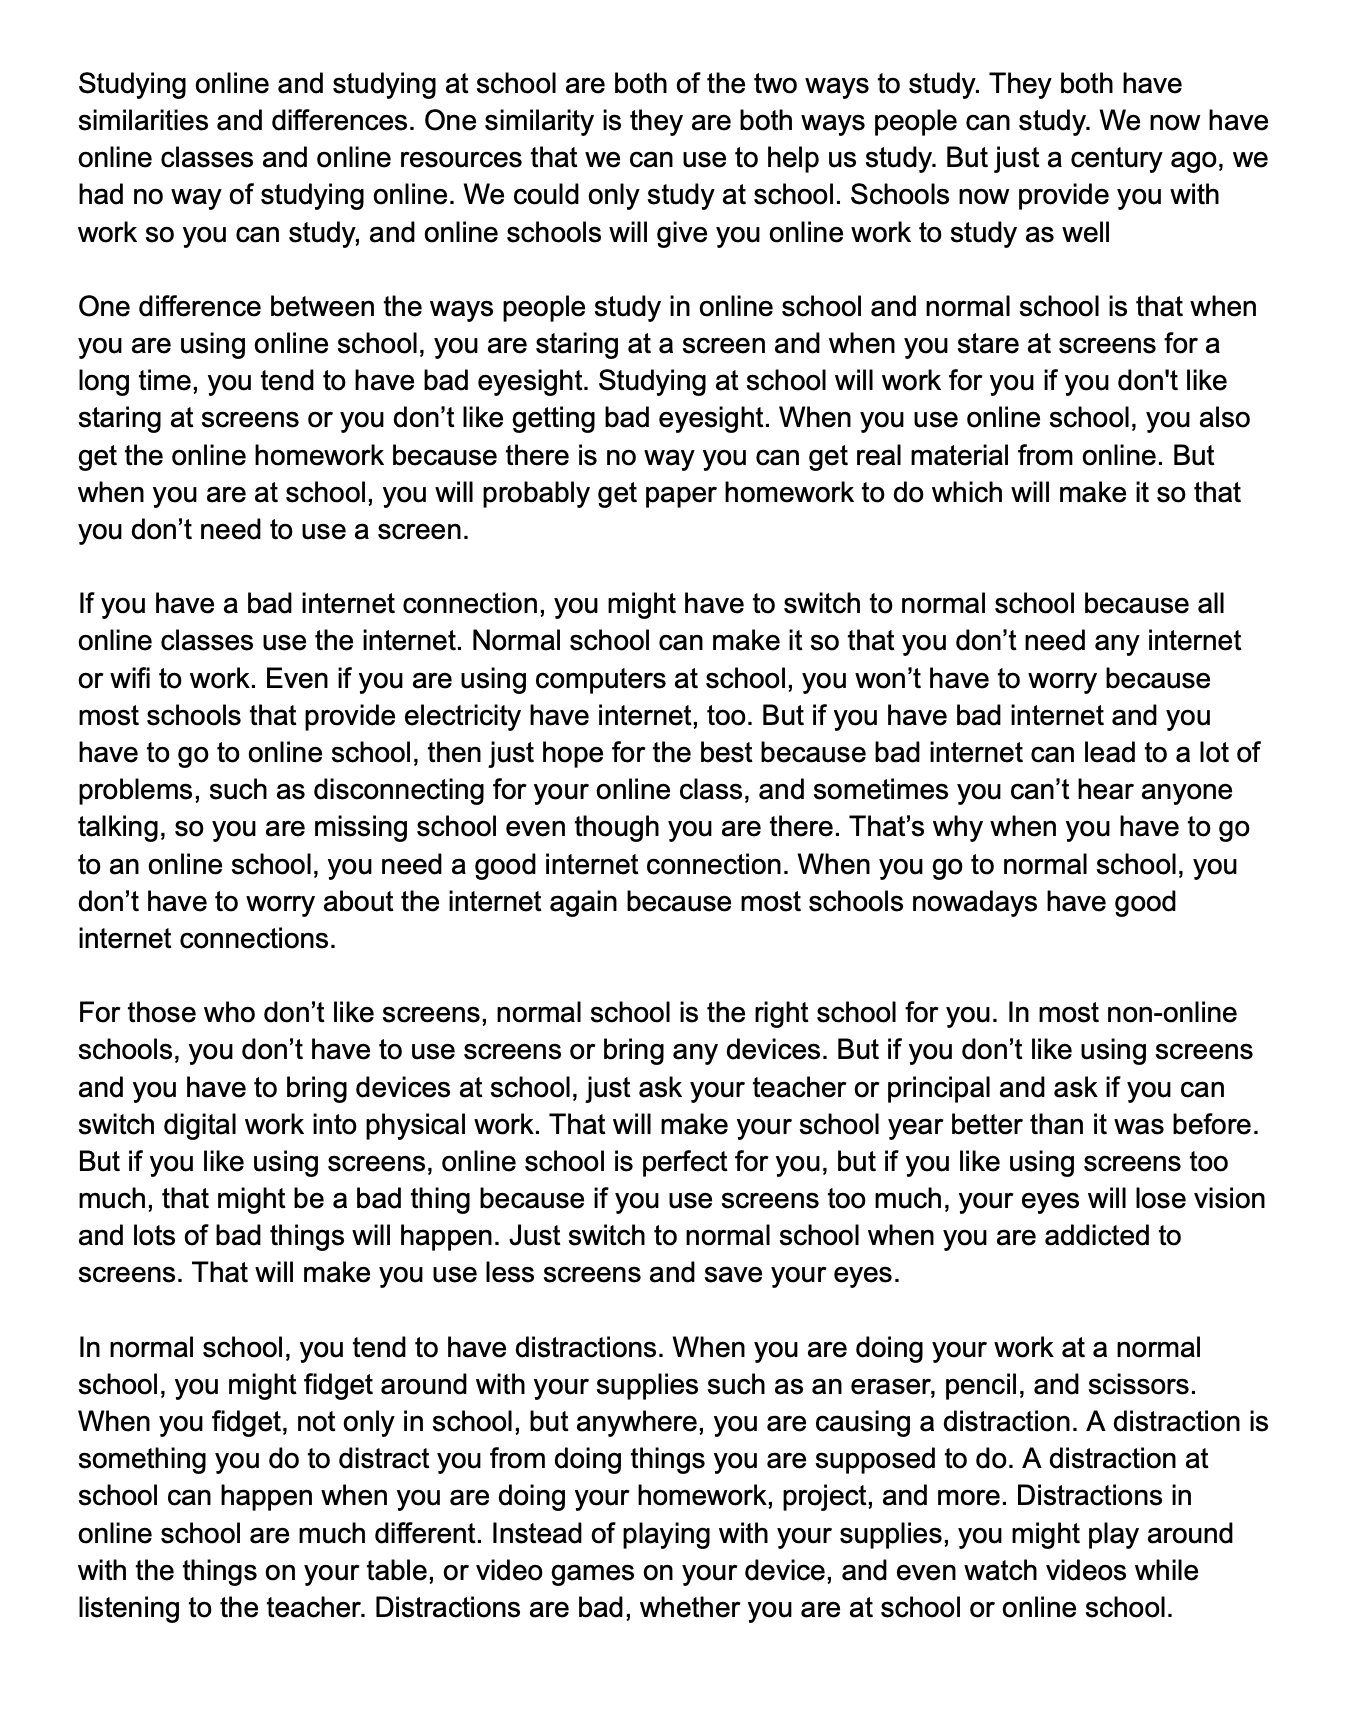 Studying online and studying at school are both of the two ways to study. They both have
similarities and differences. One similarity is they are both ways people can study. We now have
online classes and online resources that we can use to help us study. But just a century ago, we
had no way of studying online. We could only study at school. Schools now provide you with
work so you can study, and online schools will give you online work to study as well
One difference between the ways people study in online school and normal school is that when
you are using online school, you are staring at a screen and when you stare at screens for a
long time, you tend to have bad eyesight. Studying at school will work for you if you don't like
staring at screens or you don’t like getting bad eyesight. When you use online school, you also
get the online homework because there is no way you can get real material from online. But
when you are at school, you will probably get paper homework to do which will make it so that
you don’t need to use a screen.
If you have a bad internet connection, you might have to switch to normal school because all
online classes use the internet. Normal school can make it so that you don’t need any internet
or wifi to work. Even if you are using computers at school, you won’t have to worry because
most schools that provide electricity have internet, too. But if you have bad internet and you
have to go to online school, then just hope for the best because bad internet can lead to a lot of
problems, such as disconnecting for your online class, and sometimes you can’t hear anyone
talking, so you are missing school even though you are there. That’s why when you have to go
to an online school, you need a good internet connection. When you go to normal school, you
don’t have to worry about the internet again because most schools nowadays have good
internet connections.
For those who don’t like screens, normal school is the right school for you. In most non-online
schools, you don’t have to use screens or bring any devices. But if you don’t like using screens
and you have to bring devices at school, just ask your teacher or principal and ask if you can
switch digital work into physical work. That will make your school year better than it was before.
But if you like using screens, online school is perfect for you, but if you like using screens too
much, that might be a bad thing because if you use screens too much, your eyes will lose vision
and lots of bad things will happen. Just switch to normal school when you are addicted to
screens. That will make you use less screens and save your eyes.
In normal school, you tend to have distractions. When you are doing your work at a normal
school, you might fidget around with your supplies such as an eraser, pencil, and scissors.
When you fidget, not only in school, but anywhere, you are causing a distraction. A distraction is
something you do to distract you from doing things you are supposed to do. A distraction at
school can happen when you are doing your homework, project, and more. Distractions in
online school are much different. Instead of playing with your supplies, you might play around
with the things on your table, or video games on your device, and even watch videos while
listening to the teacher. Distractions are bad, whether you are at school or online school.